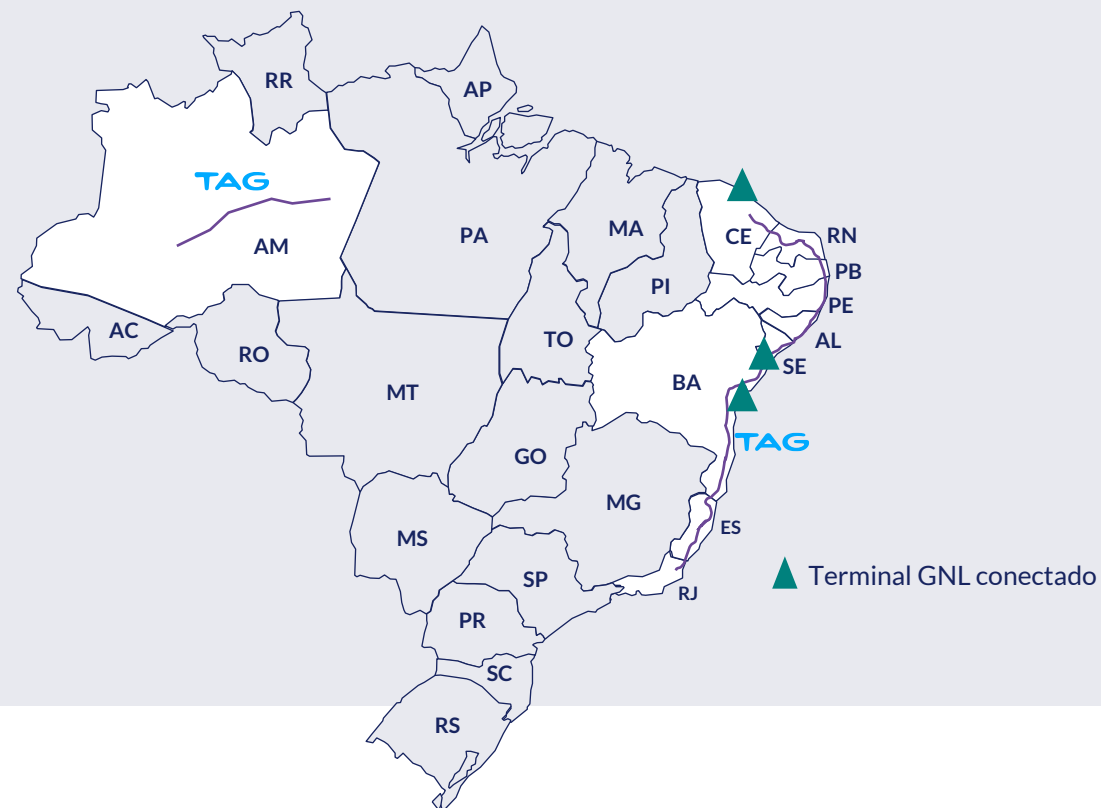 RR
AP
TAG
AM
PA
MA
CE
RN
PB
PI
PE
AC
RO
TO
AL
SE
MT
BA
TAG
GO
MG
ES
MS
SP
Terminal GNL conectado
RJ
PR
SC
RS